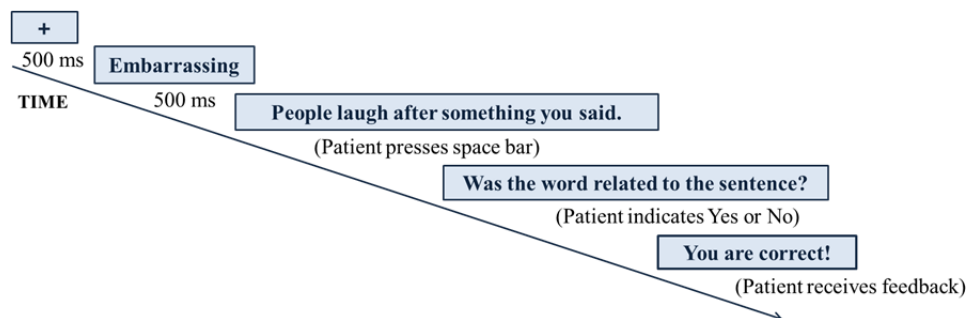 +
500 ms
Embarrassing
TIME
500 ms
People laugh after something you said.
(Patient presses space bar)
Was the word related to the sentence?
(Patient indicates Yes or No)
You are correct!
(Patient receives feedback)